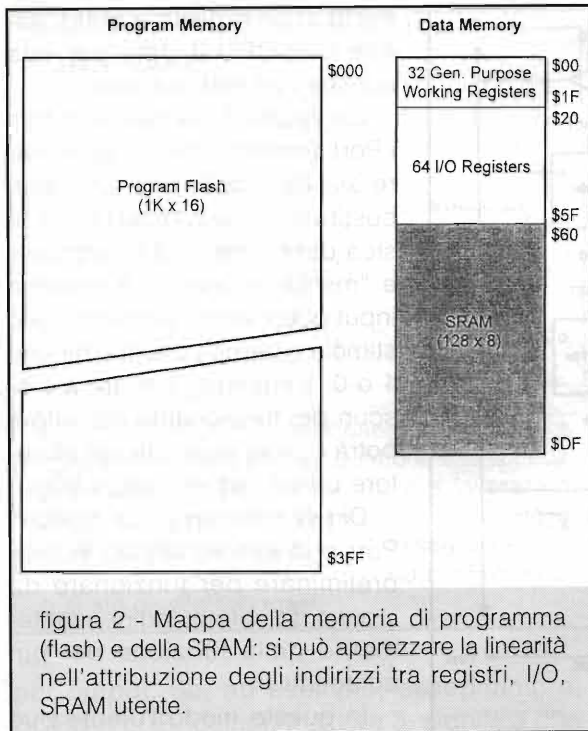 Program Memory
$000
Program Flash
(1K x 16)
$3FF
Data Memory
32 Gen. Purpose
Working Registers
$00
$1F
$20
64 I/O Registers
$5F
$60
SRAM
(128 x 8)
$DF
figura 2 - Mappa della memoria di programma
(flash) e della SRAM: si può apprezzare la linearità
nell'attribuzione degli indirizzi tra registri, I/O,
SRAM utente.